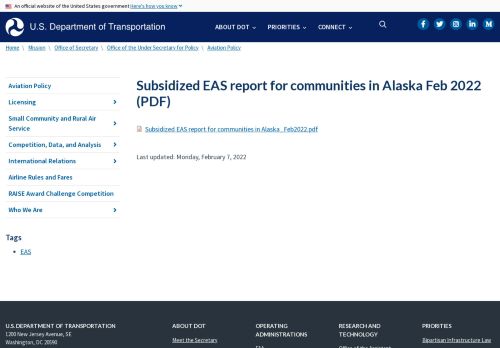 An official website of the United States government Here's how you know
U.S. Department of Transportation
ABOUT DOT
PRIORITIES
CONNECT
Home \ Mission \ Office of Secretary \ Office of the Under Secretary for Policy \ Aviation Policy
Aviation Policy
Licensing
Small Community and Rural Air
Service
Competition, Data, and Analysis
International Relations
Airline Rules and Fares
RAISE Award Challenge Competition
Who We Are
Tags
EAS
Subsidized EAS report for communities in Alaska Feb 2022
(PDF)
Subsidized EAS report for communities in Alaska _Feb2022.pdf
Last updated: Monday, February 7, 2022
U.S. DEPARTMENT OF TRANSPORTATION
1200 New Jersey Avenue, SE
Washington, DC 20590
ABOUT DOT
Meet the Secretary
OPERATING
ADMINISTRATIONS
RESEARCH AND
TECHNOLOGY
PRIORITIES
Bipartisan Infrastructure Law